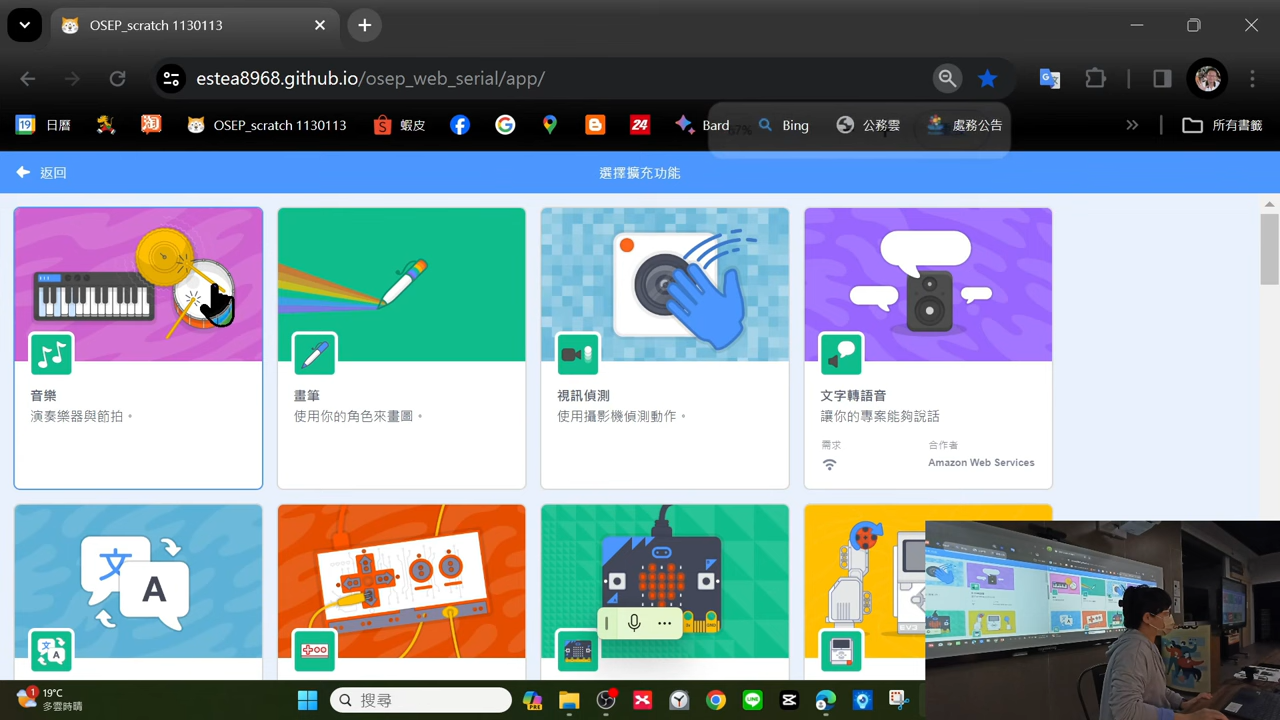 OSEP_scratch 1130113
estea8968.github.io/osep_web_serial/app/
19
日曆
淘
OSEP_scratch 1130113
蝦皮
24
Bard
Bing
公務雲
處務公告
所有書籤
返回
選擇擴充功能
音樂
演奏樂器與節拍。
畫筆
使用你的角色來畫圖。
視訊偵測
使用攝影機偵測動作。
文字轉語音
讓你的專案能夠說話
需求
合作者
Amazon Web Services
文
A
EV3
1
19°C
多雲時晴
搜尋
PRE
LINE